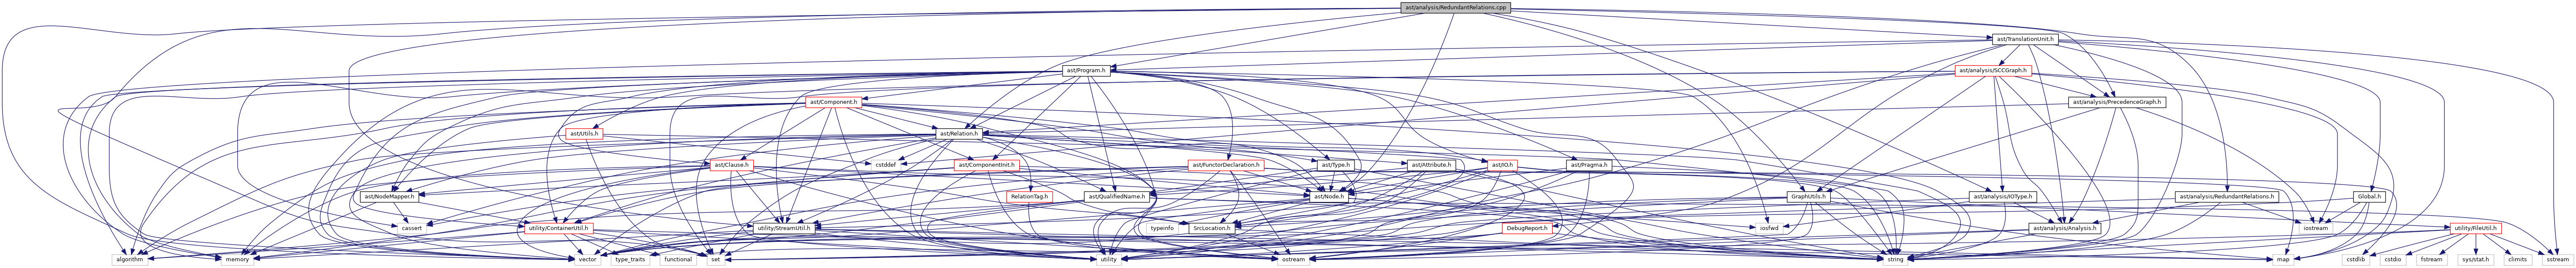 ast/analysis/RedundantRelations.cpp
ast/TranslationUnit.h
ast/Program.h
ast/analysis/SCCGraph.h
ast/Component.h
ast/analysis/PrecedenceGraph.h
ast/Utils.h
ast/Relation.h
ast/Clause.h
cstddef
ast/ComponentInit.h
ast/FunctorDeclaration.h
ast/Type.h
ast/Attribute.h
ast/IO.h
ast/Pragma.h
ast/NodeMapper.h
RelationTag.h
ast/QualifiedName.h
ast/Node.h
GraphUtils.h
ast/analysis/IOType.h
ast/analysis/RedundantRelations.h
Global.h
cassert
utility/ContainerUtil.h
utility/StreamUtil.h
typeinfo
SrcLocation.h
DebugReport.h
iosfwd
ast/analysis/Analysis.h
iostream
utility/FileUtil.h
algorithm
memory
vector
type_traits
functional
set
utility
ostream
string
map
cstdlib
cstdio
fstream
sys/stat.h
climits
sstream